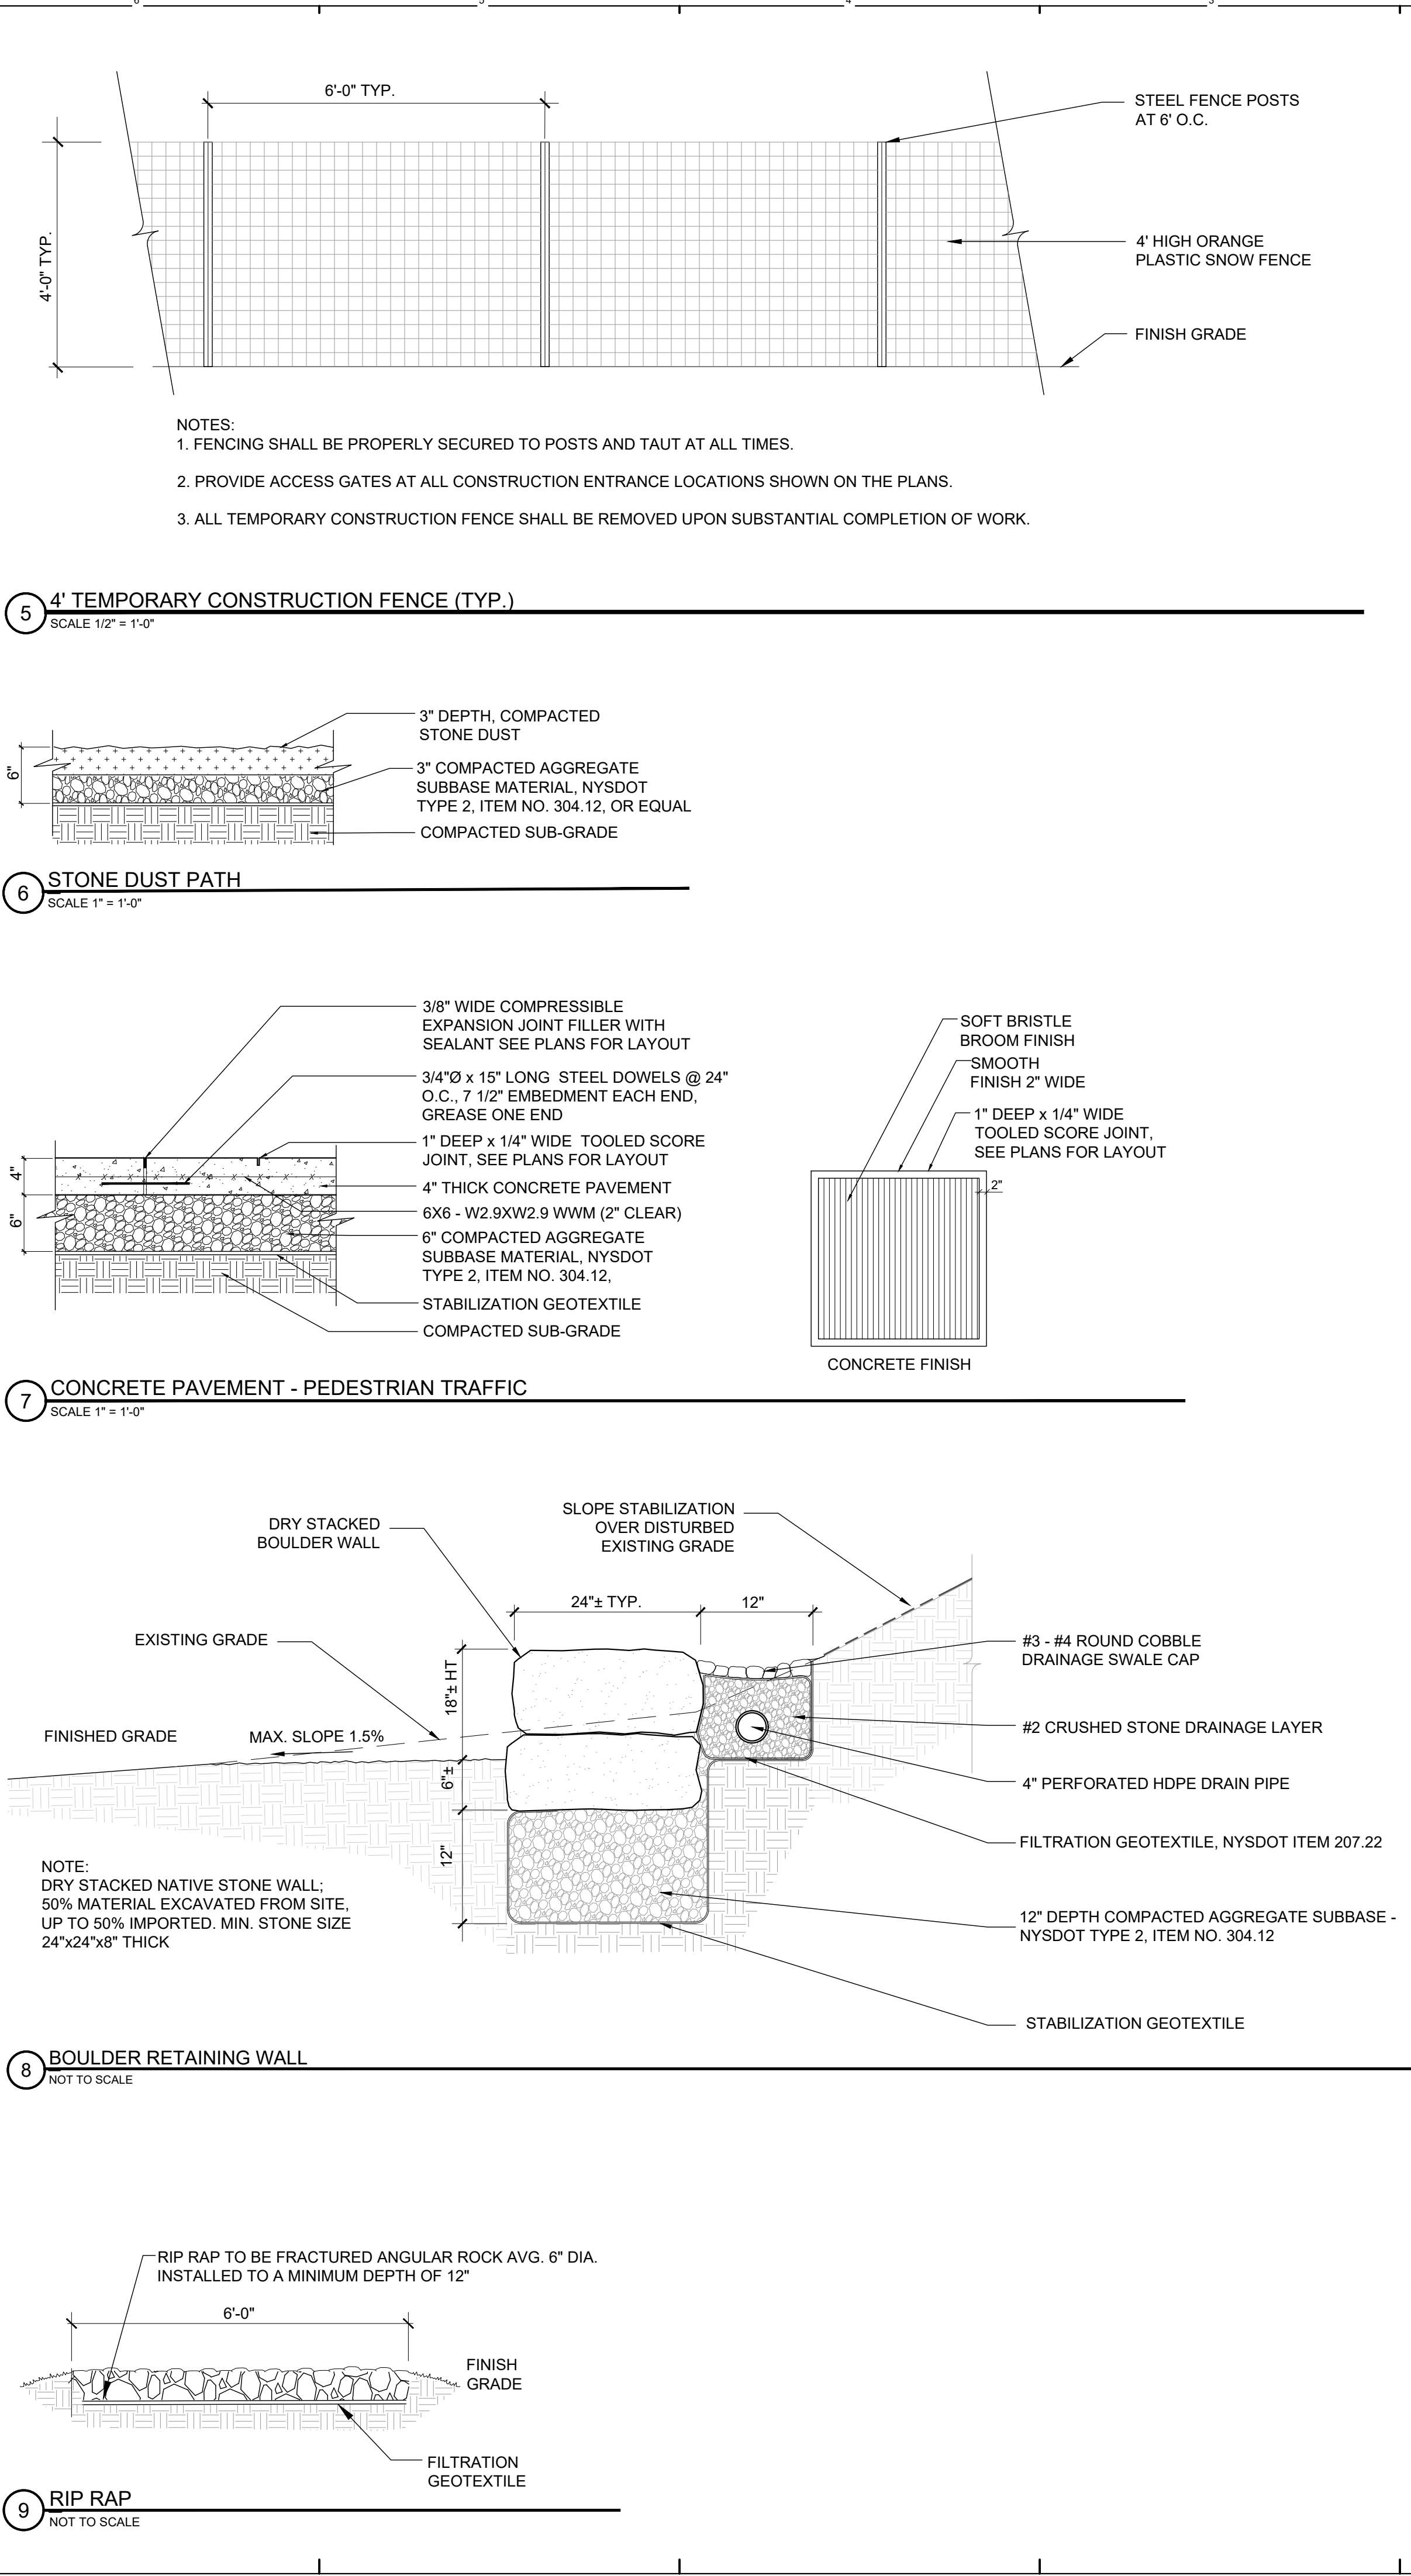 6 5 4 3
6'-0" TYP.
STEEL FENCE POSTS
AT 6' O.C.
4'-0" TYP.
4' HIGH ORANGE
PLASTIC SNOW FENCE
FINISH GRADE
NOTES:
1. FENCING SHALL BE PROPERLY SECURED TO POSTS AND TAUT AT ALL TIMES.
2. PROVIDE ACCESS GATES AT ALL CONSTRUCTION ENTRANCE LOCATIONS SHOWN ON THE PLANS.
3. ALL TEMPORARY CONSTRUCTION FENCE SHALL BE REMOVED UPON SUBSTANTIAL COMPLETION OF WORK.
5 4' TEMPORARY CONSTRUCTION FENCE (TYP.)
SCALE 1/2" = 1'-0"
3" DEPTH, COMPACTED
STONE DUST
6"
3" COMPACTED AGGREGATE
SUBBASE MATERIAL, NYSDOT
TYPE 2, ITEM NO. 304.12, OR EQUAL
COMPACTED SUB-GRADE
6 STONE DUST PATH
SCALE 1" = 1'-0"
3/8" WIDE COMPRESSIBLE
EXPANSION JOINT FILLER WITH
SEALANT SEE PLANS FOR LAYOUT
3/4"Ø x 15" LONG STEEL DOWELS @ 24"
O.C., 7 1/2" EMBEDMENT EACH END,
GREASE ONE END
1" DEEP x 1/4" WIDE TOOLED SCORE
JOINT, SEE PLANS FOR LAYOUT
4"
4" THICK CONCRETE PAVEMENT
6X6 - W2.9XW2.9 WWM (2" CLEAR)
6"
6" COMPACTED AGGREGATE
SUBBASE MATERIAL, NYSDOT
TYPE 2, ITEM NO. 304.12,
STABILIZATION GEOTEXTILE
COMPACTED SUB-GRADE
SOFT BRISTLE
BROOM FINISH
SMOOTH
FINISH 2" WIDE
1" DEEP x 1/4" WIDE
TOOLED SCORE JOINT,
SEE PLANS FOR LAYOUT
2"
CONCRETE FINISH
7 CONCRETE PAVEMENT - PEDESTRIAN TRAFFIC
SCALE 1" = 1'-0"
DRY STACKED
BOULDER WALL
SLOPE STABILIZATION
OVER DISTURBED
EXISTING GRADE
24"± TYP.
12"
EXISTING GRADE
#3 - #4 ROUND COBBLE
DRAINAGE SWALE CAP
18"± HT
FINISHED GRADE
MAX. SLOPE 1.5%
#2 CRUSHED STONE DRAINAGE LAYER
6"±
4" PERFORATED HDPE DRAIN PIPE
FILTRATION GEOTEXTILE, NYSDOT ITEM 207.22
12"
NOTE:
DRY STACKED NATIVE STONE WALL;
50% MATERIAL EXCAVATED FROM SITE,
UP TO 50% IMPORTED. MIN. STONE SIZE
24"x24"x8" THICK
12" DEPTH COMPACTED AGGREGATE SUBBASE -
NYSDOT TYPE 2, ITEM NO. 304.12
STABILIZATION GEOTEXTILE
8 BOULDER RETAINING WALL
NOT TO SCALE
RIP RAP TO BE FRACTURED ANGULAR ROCK AVG. 6" DIA.
INSTALLED TO A MINIMUM DEPTH OF 12"
6'-0"
FINISH
GRADE
FILTRATION
GEOTEXTILE
9 RIP RAP
NOT TO SCALE